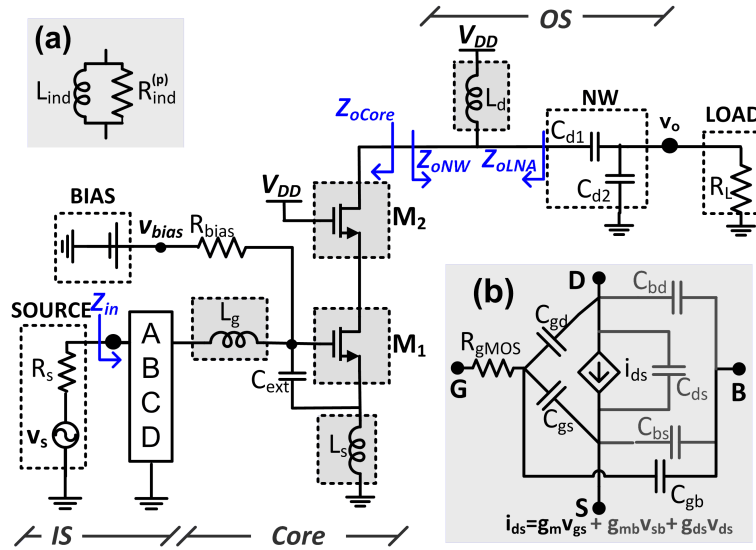 OS
(a)
V_DD
L_ind
R_ind^(p)
L_d
NW
LOAD
Z_oCore
Z_oNW
Z_oLNA
C_d1
v_o
C_d2
R_L
V_DD
BIAS
v_bias
R_bias
M_2
SOURCE
Z_in
L_g
M_1
R_s
A
B
C
D
C_ext
v_s
L_s
IS
Core
(b)
D
C_bd
C_gd
R_gMOS
G
i_ds
B
C_ds
C_gs
C_bs
C_gb
S
i_ds=g_mv_gs + g_mbv_sb + g_dsv_ds